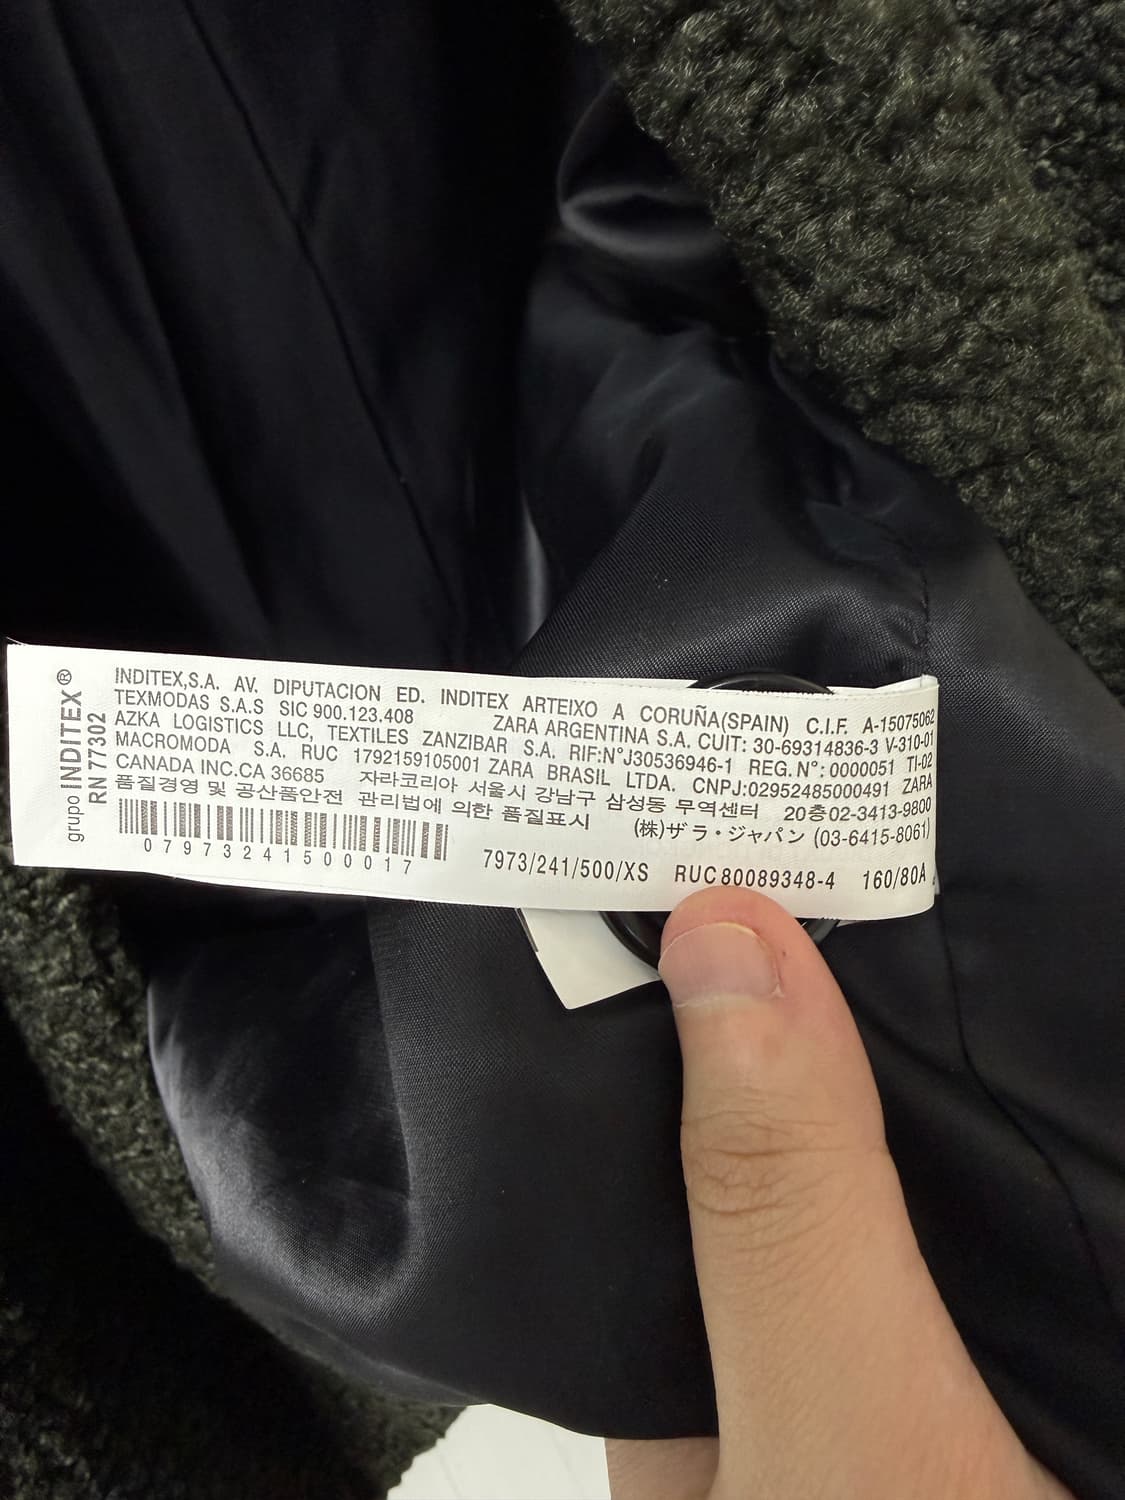 grupo INDITEX®
RN 77302
INDITEX,S.A. AV. DIPUTACION ED. INDITEX ARTEIXO A CORUÑA(SPAIN) C.I.F. A-15075062
TEXMODAS S.A.S SIC 900.123.408 ZARA ARGENTINA S.A. CUIT: 30-69314836-3 V-310-01
AZKA LOGISTICS LLC, TEXTILES ZANZIBAR S.A. RIF:N°J30536946-1 REG.N°: 0000051 TI-02
MACROMODA S.A. RUC 1792159105001 ZARA BRASIL LTDA. CNPJ:02952485000491 ZARA
CANADA INC.CA 36685 자라코리아 서울시 강남구 삼성동 무역센터 20층02-3413-9800
품질경영 및 공산품안전 관리법에 의한 품질표시 (株)ザラ・ジャパン (03-6415-8061)
07973241500017
7973/241/500/XS RUC80089348-4 160/80A